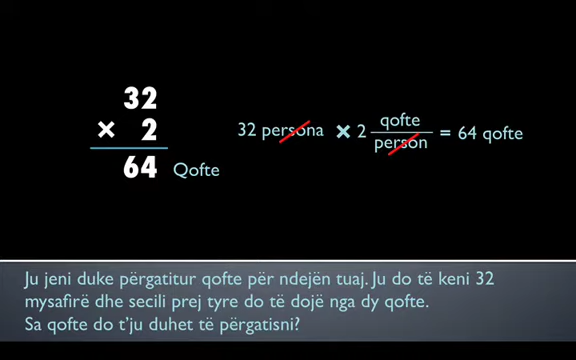 32
× 2
64 Qofte
32 persona × 2 qofte/person = 64 qofte
Ju jeni duke përgatitur qofte për ndejën tuaj. Ju do të keni 32
mysafirë dhe secili prej tyre do të dojë nga dy qofte.
Sa qofte do t'ju duhet të përgatisni?